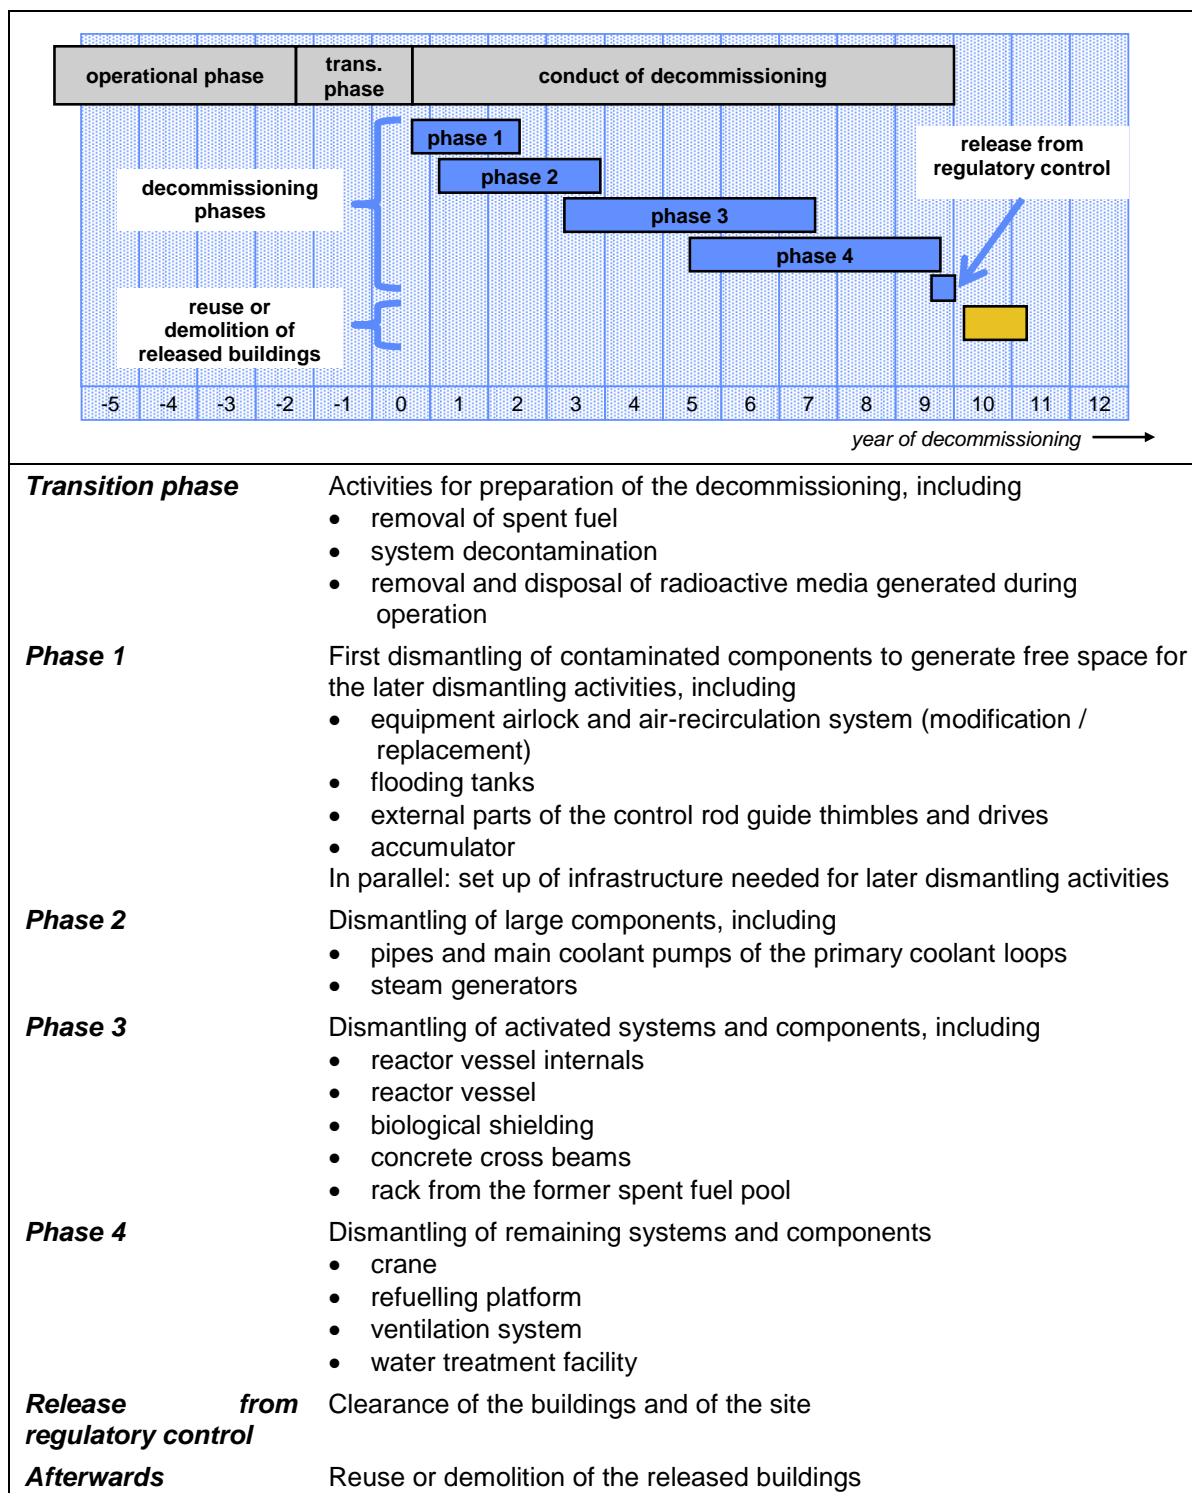 operational phase
trans.
phase
conduct of decommissioning
phase 1
phase 2
phase 3
phase 4
decommissioning
phases
release from
regulatory control
reuse or
demolition of
released buildings
-5 -4 -3 -2 -1 0 1 2 3 4 5 6 7 8 9 10 11 12
year of decommissioning
Transition phase Activities for preparation of the decommissioning, including
• removal of spent fuel
• system decontamination
• removal and disposal of radioactive media generated during
operation
Phase 1 First dismantling of contaminated components to generate free space for
the later dismantling activities, including
• equipment airlock and air-recirculation system (modification /
replacement)
• flooding tanks
• external parts of the control rod guide thimbles and drives
• accumulator
In parallel: set up of infrastructure needed for later dismantling activities
Phase 2 Dismantling of large components, including
• pipes and main coolant pumps of the primary coolant loops
• steam generators
Phase 3 Dismantling of activated systems and components, including
• reactor vessel internals
• reactor vessel
• biological shielding
• concrete cross beams
• rack from the former spent fuel pool
Phase 4 Dismantling of remaining systems and components
• crane
• refuelling platform
• ventilation system
• water treatment facility
Release from Clearance of the buildings and of the site
regulatory control
Afterwards Reuse or demolition of the released buildings